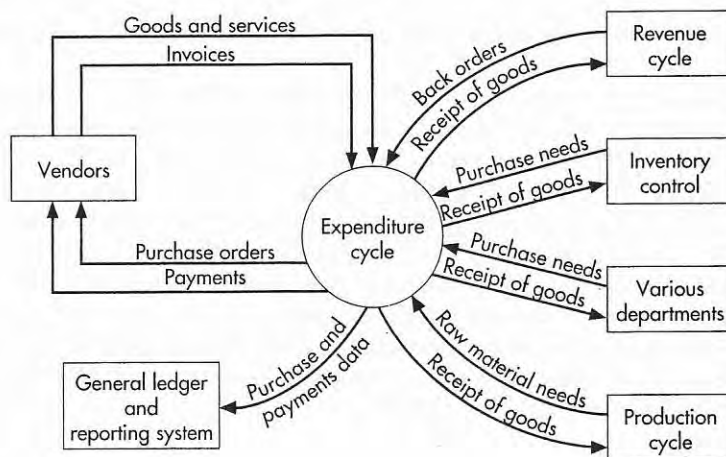 Goods and services
Invoices
Vendors
Purchase orders
Payments
Expenditure
cycle
Back orders
Receipt of goods
Revenue
cycle
Purchase needs
Receipt of goods
Inventory
control
Purchase needs
Receipt of goods
Various
departments
Raw material needs
Receipt of goods
Production
cycle
Purchase and
payments data
General ledger
and
reporting system